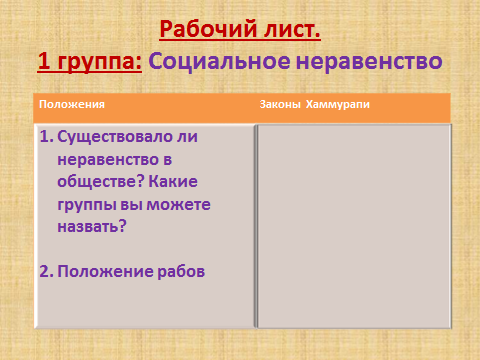 Рабочий лист.
1 группа: Социальное неравенство
Положения
Законы Хаммурапи
1. Существовало ли
неравенство в
обществе? Какие
группы вы можете
назвать?
2. Положение рабов